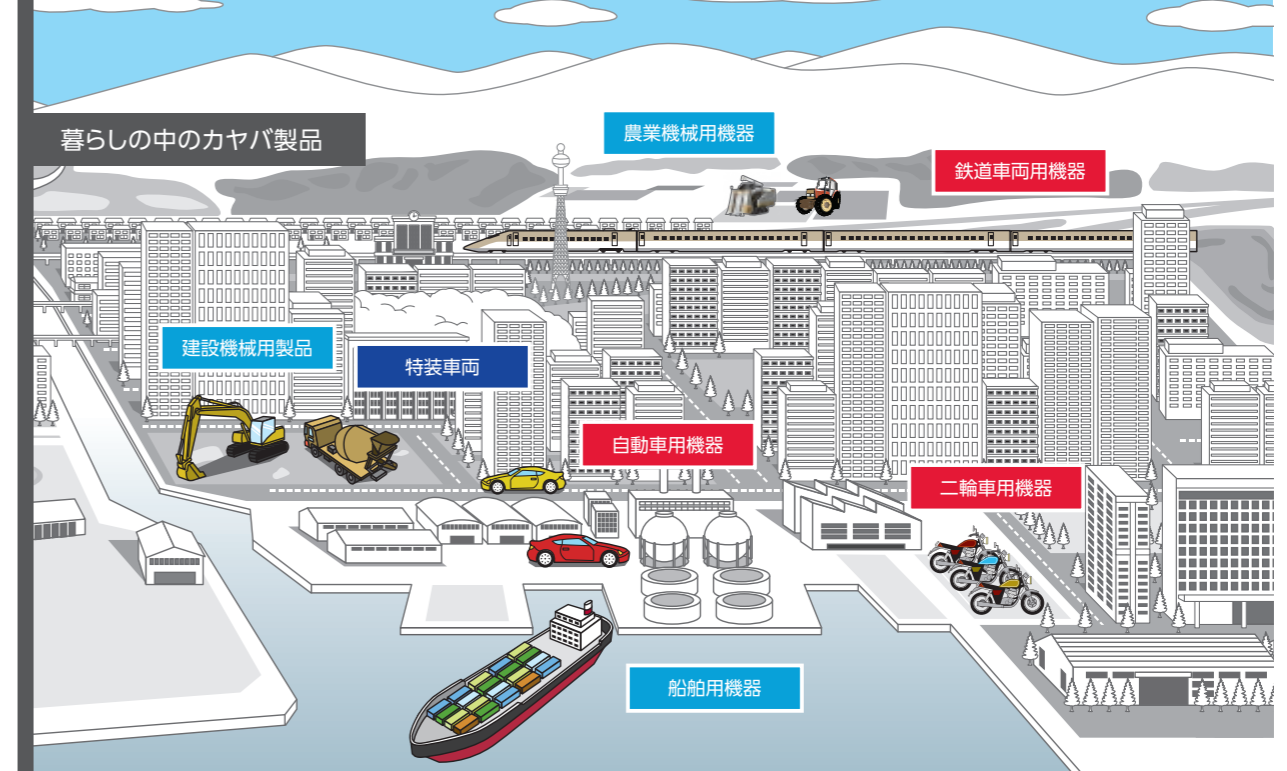 暮らしの中のカヤバ製品
農業機械用機器
鉄道車両用機器
建設機械用製品
特装車両
自動車用機器
二輪車用機器
船舶用機器